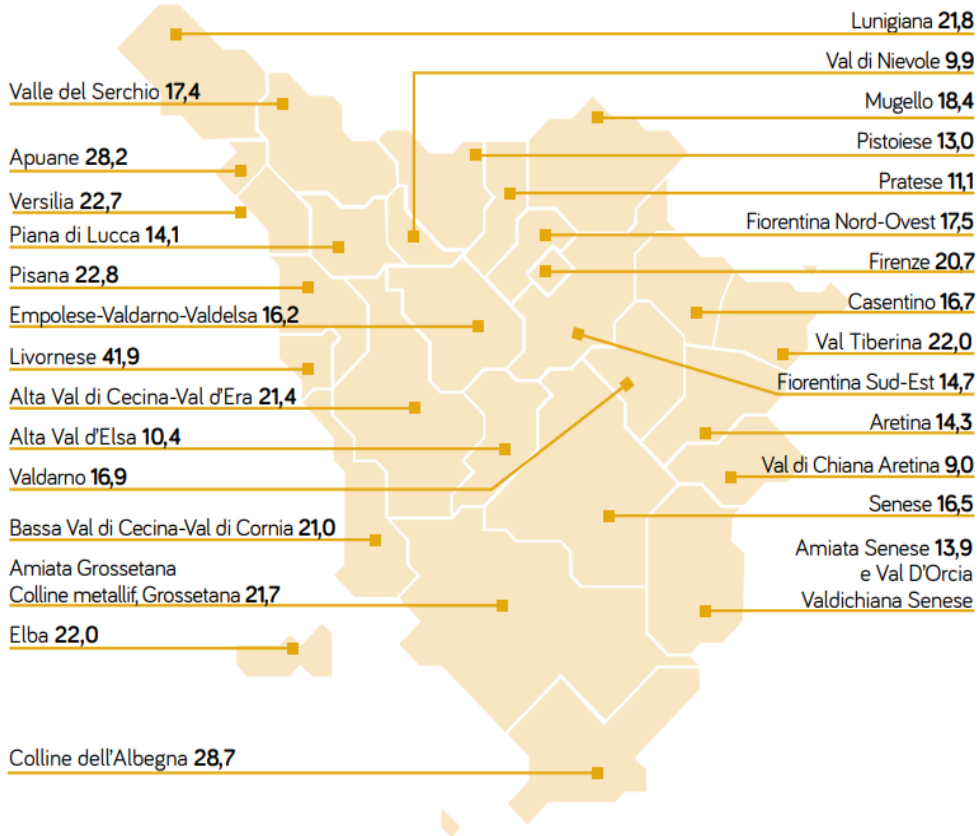 Lunigiana 21,8
Val di Nievole 9,9
Valle del Serchio 17,4
Mugello 18,4
Pistoiese 13,0
Apuane 28,2
Pratese 11,1
Versilia 22,7
Fiorentina Nord-Ovest 17,5
Piana di Lucca 14,1
Firenze 20,7
Pisana 22,8
Casentino 16,7
Empolese-Valdarno-Valdelsa 16,2
Val Tiberina 22,0
Livornese 41,9
Fiorentina Sud-Est 14,7
Alta Val di Cecina-Val d'Era 21,4
Aretina 14,3
Alta Val d'Elsa 10,4
Val di Chiana Aretina 9,0
Valdarno 16,9
Senese 16,5
Bassa Val di Cecina-Val di Cornia 21,0
Amiata Senese 13,9
e Val D'Orcia
Valdichiana Senese
Amiata Grossetana
Colline metallif, Grossetana 21,7
Elba 22,0
Colline dell'Albegna 28,7